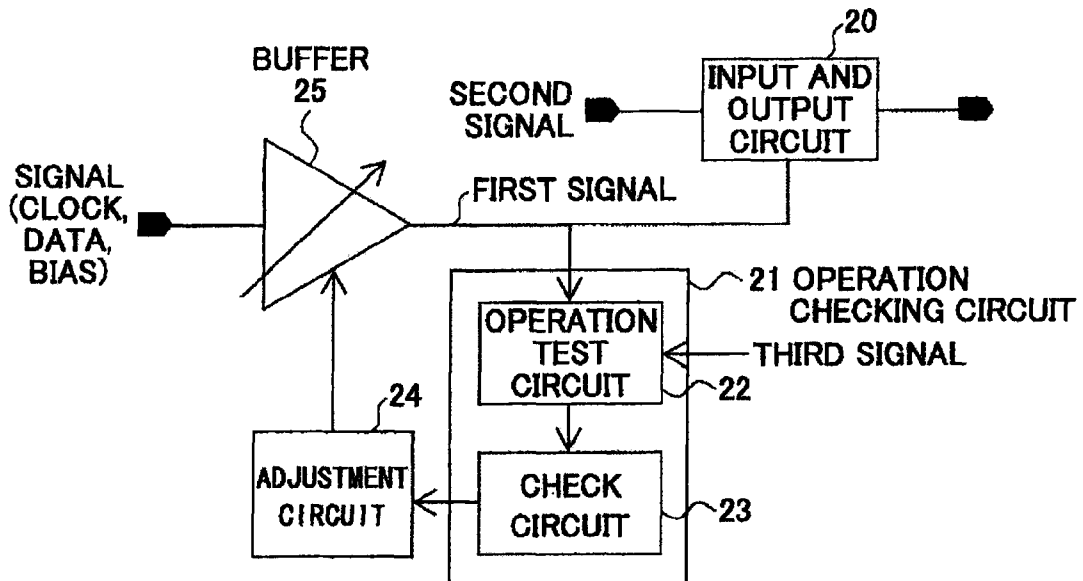 20
BUFFER
25
INPUT AND
OUTPUT
CIRCUIT
SECOND
SIGNAL
SIGNAL
(CLOCK,
DATA,
BIAS)
FIRST SIGNAL
21 OPERATION
CHECKING CIRCUIT
OPERATION
TEST
CIRCUIT
THIRD SIGNAL
22
24
ADJUSTMENT
CIRCUIT
CHECK
CIRCUIT
23